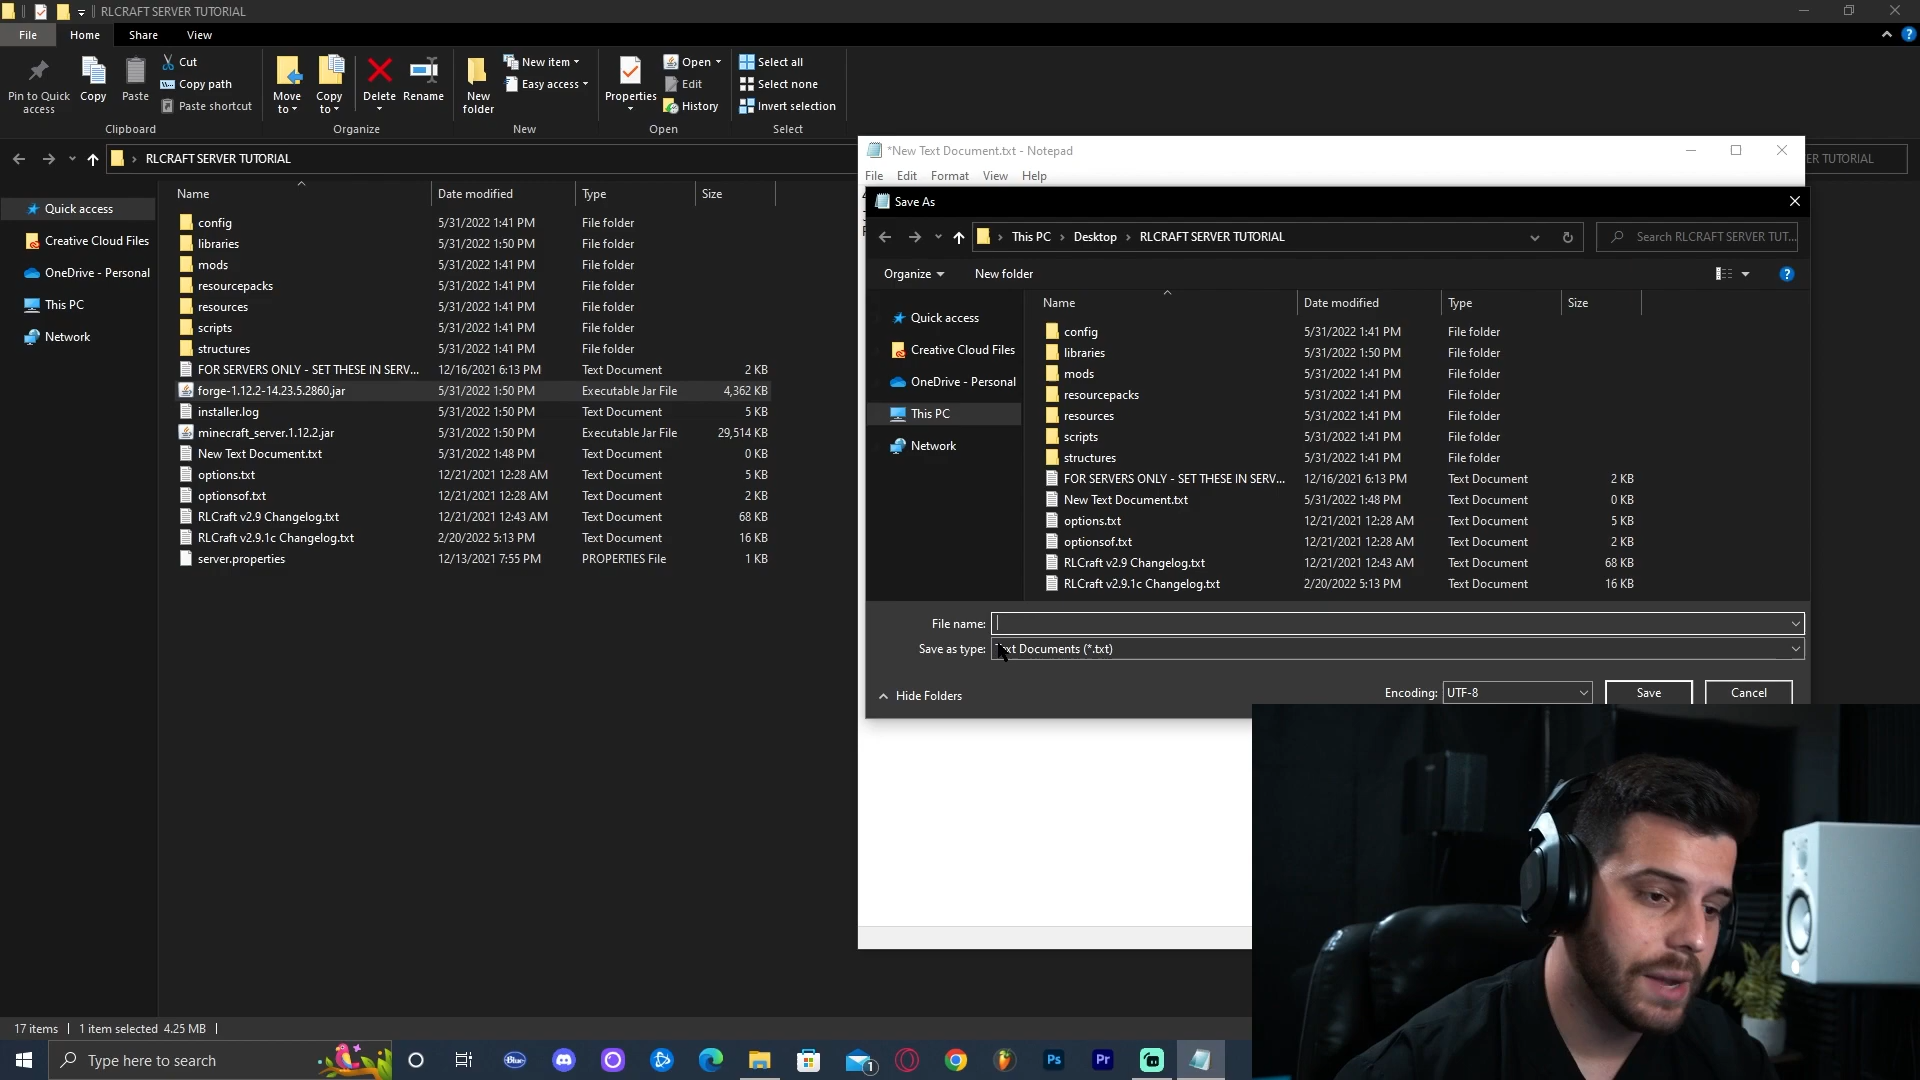 RLCRAFT SERVER TUTORIAL
File Home Share View
Pin to Quick access
Copy
Paste
Cut
Copy path
Paste shortcut
Clipboard
Move to
Copy to
Delete
Rename
Organize
New folder
New item
Easy access
New
Properties
Open
Edit
History
Open
Select all
Select none
Invert selection
Select
RLCRAFT SERVER TUTORIAL
ER TUTORIAL
Quick access
Creative Cloud Files
OneDrive - Personal
This PC
Network
Name Date modified Type Size
config 5/31/2022 1:41 PM File folder
libraries 5/31/2022 1:50 PM File folder
mods 5/31/2022 1:41 PM File folder
resourcepacks 5/31/2022 1:41 PM File folder
resources 5/31/2022 1:41 PM File folder
scripts 5/31/2022 1:41 PM File folder
structures 5/31/2022 1:41 PM File folder
FOR SERVERS ONLY - SET THESE IN SERV... 12/16/2021 6:13 PM Text Document 2 KB
forge-1.12.2-14.23.5.2860.jar 5/31/2022 1:50 PM Executable Jar File 4,362 KB
installer.log 5/31/2022 1:50 PM Text Document 5 KB
minecraft_server.1.12.2.jar 5/31/2022 1:50 PM Executable Jar File 29,514 KB
New Text Document.txt 5/31/2022 1:48 PM Text Document 0 KB
options.txt 12/21/2021 12:28 AM Text Document 5 KB
optionsof.txt 12/21/2021 12:28 AM Text Document 2 KB
RLCraft v2.9 Changelog.txt 12/21/2021 12:43 AM Text Document 68 KB
RLCraft v2.9.1c Changelog.txt 2/20/2022 5:13 PM Text Document 16 KB
server.properties 12/13/2021 7:55 PM PROPERTIES File 1 KB
*New Text Document.txt - Notepad
File Edit Format View Help
Save As
This PC Desktop RLCRAFT SERVER TUTORIAL
Search RLCRAFT SERVER TUT...
Organize New folder
Quick access
Creative Cloud Files
OneDrive - Personal
This PC
Network
Name Date modified Type Size
config 5/31/2022 1:41 PM File folder
libraries 5/31/2022 1:50 PM File folder
mods 5/31/2022 1:41 PM File folder
resourcepacks 5/31/2022 1:41 PM File folder
resources 5/31/2022 1:41 PM File folder
scripts 5/31/2022 1:41 PM File folder
structures 5/31/2022 1:41 PM File folder
FOR SERVERS ONLY - SET THESE IN SERV... 12/16/2021 6:13 PM Text Document 2 KB
New Text Document.txt 5/31/2022 1:48 PM Text Document 0 KB
options.txt 12/21/2021 12:28 AM Text Document 5 KB
optionsof.txt 12/21/2021 12:28 AM Text Document 2 KB
RLCraft v2.9 Changelog.txt 12/21/2021 12:43 AM Text Document 68 KB
RLCraft v2.9.1c Changelog.txt 2/20/2022 5:13 PM Text Document 16 KB
File name:
Save as type: Text Documents (*.txt)
Hide Folders
Encoding: UTF-8 Save Cancel
17 items 1 item selected 4.25 MB
Type here to search
Blue
1
Ps
Pr